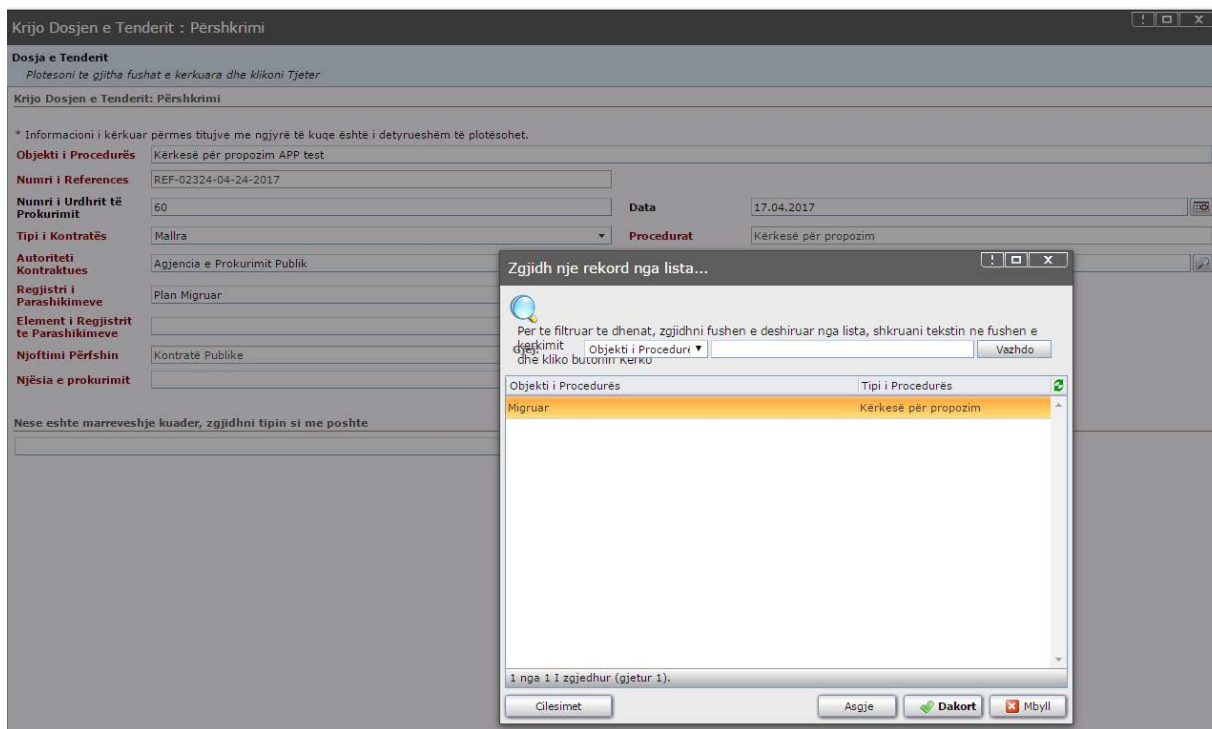 Krijo Dosjen e Tenderit : Përshkrimi
Dosja e Tenderit
Plotesoni te gjitha fushat e kerkuara dhe klikoni Tjeter
Krijo Dosjen e Tenderit: Përshkrimi
* Informacioni i kërkuar përmes titujve me ngjyrë të kuqe është i detyrueshëm të plotësohet.
Objekti i Procedurës Kërkesë për propozim APP test
Numri i References REF-02324-04-24-2017
Numri i Urdhrit të Prokurimit 60 Data 17.04.2017
Tipi i Kontratës Mallra Procedurat Kërkesë për propozim
Autoriteti Kontraktues Agjencia e Prokurimit Publik
Regjistri i Parashikimeve Plan Migruar
Element i Regjistrit te Parashikimeve
Njoftimi Përfshin Kontratë Publike
Njësia e prokurimit
Nese eshte marreveshje kuader, zgjidhni tipin si me poshte
Zgjidh nje rekord nga lista...
Per te filtruar te dhenat, zgjidhni fushen e deshiruar nga lista, shkruani tekstin ne fushen e
kerkimit
Gjej: Objekti i Procedurë Vazhdo
dhe kliko butonin Kerko
Objekti i Procedurës Tipi i Procedurës
Migruar Kërkesë për propozim
1 nga 1 I zgjedhur (gjetur 1).
Cilesimet Asgje Dakort Mbyll